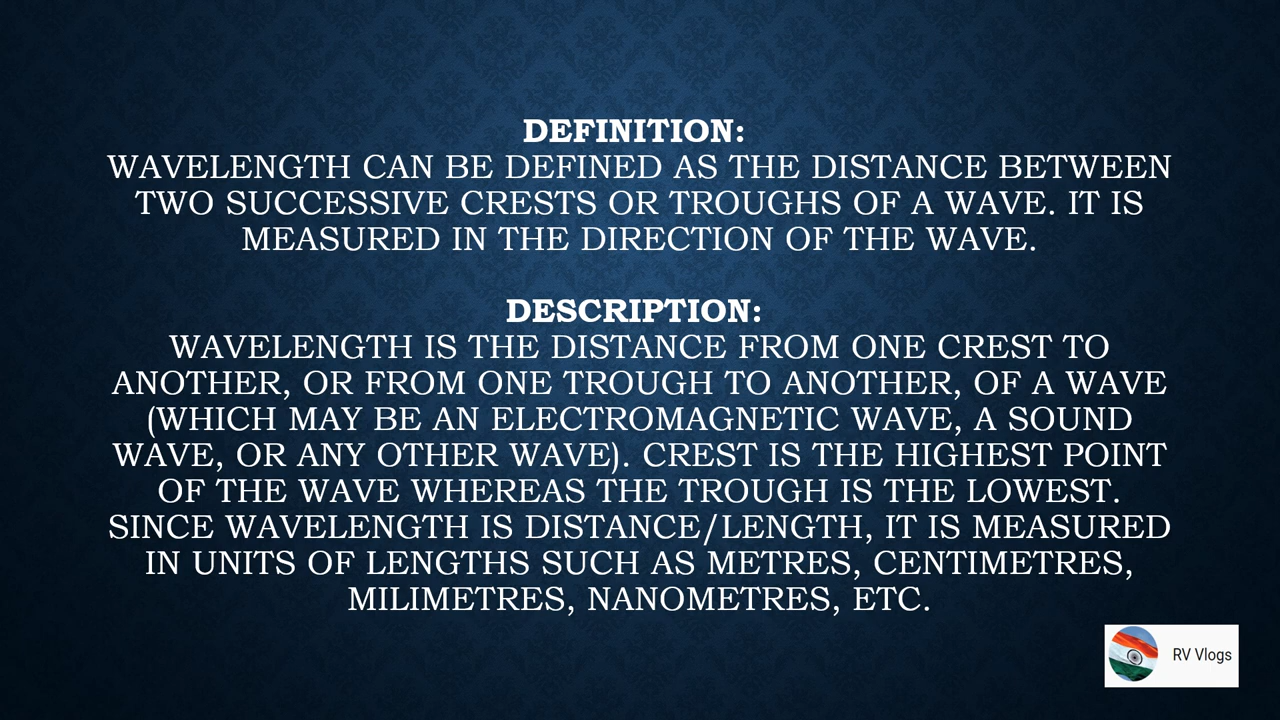 DEFINITION:
WAVELENGTH CAN BE DEFINED AS THE DISTANCE BETWEEN
TWO SUCCESSIVE CRESTS OR TROUGHS OF A WAVE. IT IS
MEASURED IN THE DIRECTION OF THE WAVE.
DESCRIPTION:
WAVELENGTH IS THE DISTANCE FROM ONE CREST TO
ANOTHER, OR FROM ONE TROUGH TO ANOTHER, OF A WAVE
(WHICH MAY BE AN ELECTROMAGNETIC WAVE, A SOUND
WAVE, OR ANY OTHER WAVE). CREST IS THE HIGHEST POINT
OF THE WAVE WHEREAS THE TROUGH IS THE LOWEST.
SINCE WAVELENGTH IS DISTANCE/LENGTH, IT IS MEASURED
IN UNITS OF LENGTHS SUCH AS METRES, CENTIMETRES,
MILIMETRES, NANOMETRES, ETC.
RV Vlogs